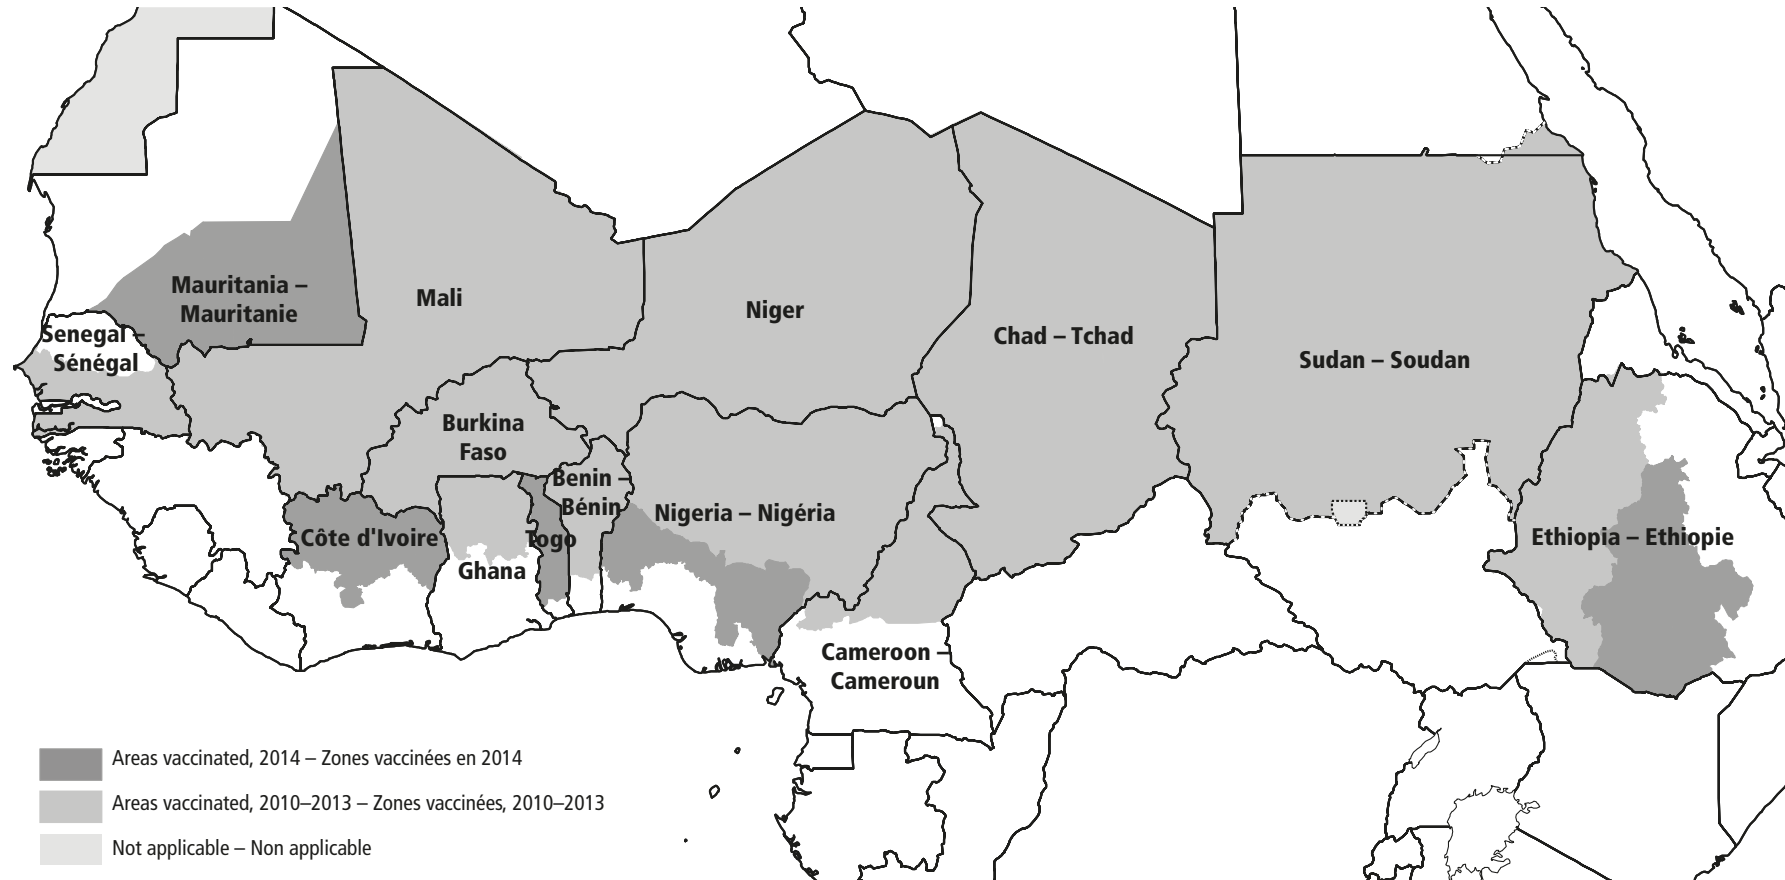 Mauritania –
Mauritanie
Mali
Niger
Chad – Tchad
Sudan – Soudan
Senegal –
Sénégal
Burkina
Faso
Benin –
Bénin
Nigeria – Nigéria
Côte d'Ivoire
Togo
Ghana
Ethiopia – Ethiopie
Cameroon –
Cameroun
Areas vaccinated, 2014 – Zones vaccinées en 2014
Areas vaccinated, 2010–2013 – Zones vaccinées, 2010–2013
Not applicable – Non applicable